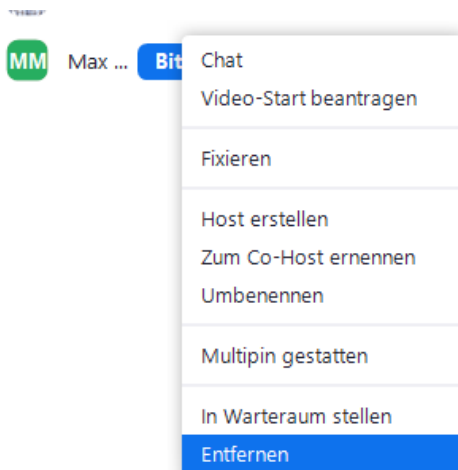 MM Max ... Bit
Chat
Video-Start beantragen
Fixieren
Host erstellen
Zum Co-Host ernennen
Umbenennen
Multipin gestatten
In Warteraum stellen
Entfernen